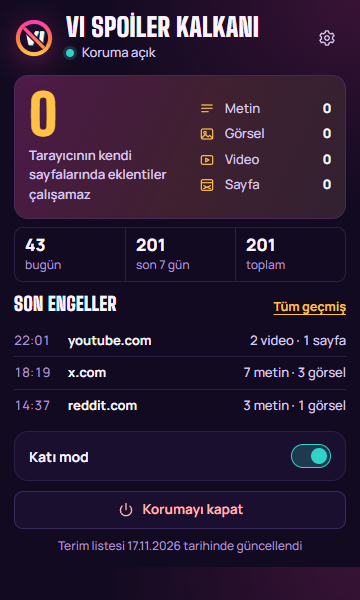 VI SPOİLER KALKANI
Koruma açık
0
Tarayıcının kendi
sayfalarında eklentiler
çalışamaz
Metin 0
Görsel 0
Video 0
Sayfa 0
43 201 201
bugün son 7 gün toplam
SON ENGELLER Tüm geçmiş
22:01 youtube.com 2 video · 1 sayfa
18:19 x.com 7 metin · 3 görsel
14:37 reddit.com 3 metin · 1 görsel
Katı mod
Korumayı kapat
Terim listesi 17.11.2026 tarihinde güncellendi